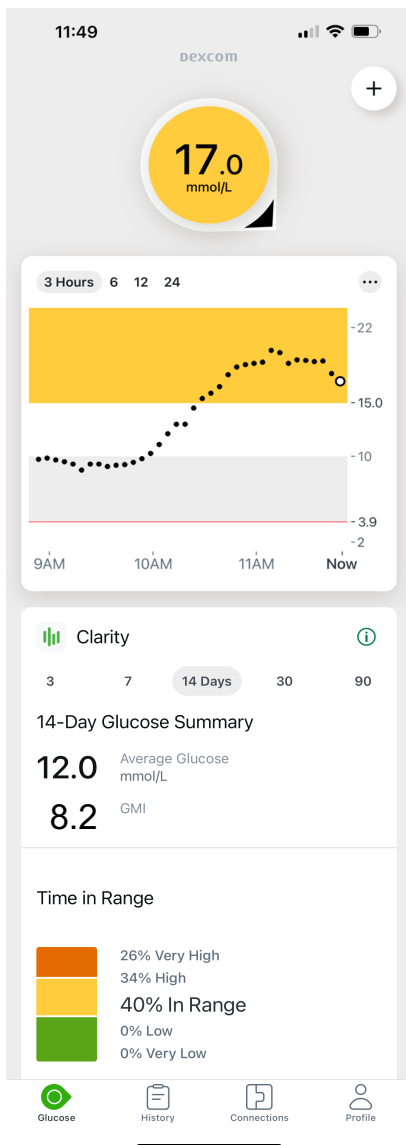 11:49
Dexcom
+
17.0
mmol/L
3 Hours 6 12 24
22
15.0
10
3.9
2
9AM 10AM 11AM Now
Clarity
3 7 14 Days 30 90
14-Day Glucose Summary
12.0 Average Glucose
mmol/L
8.2 GMI
Time in Range
26% Very High
34% High
40% In Range
0% Low
0% Very Low
Glucose History Connections Profile